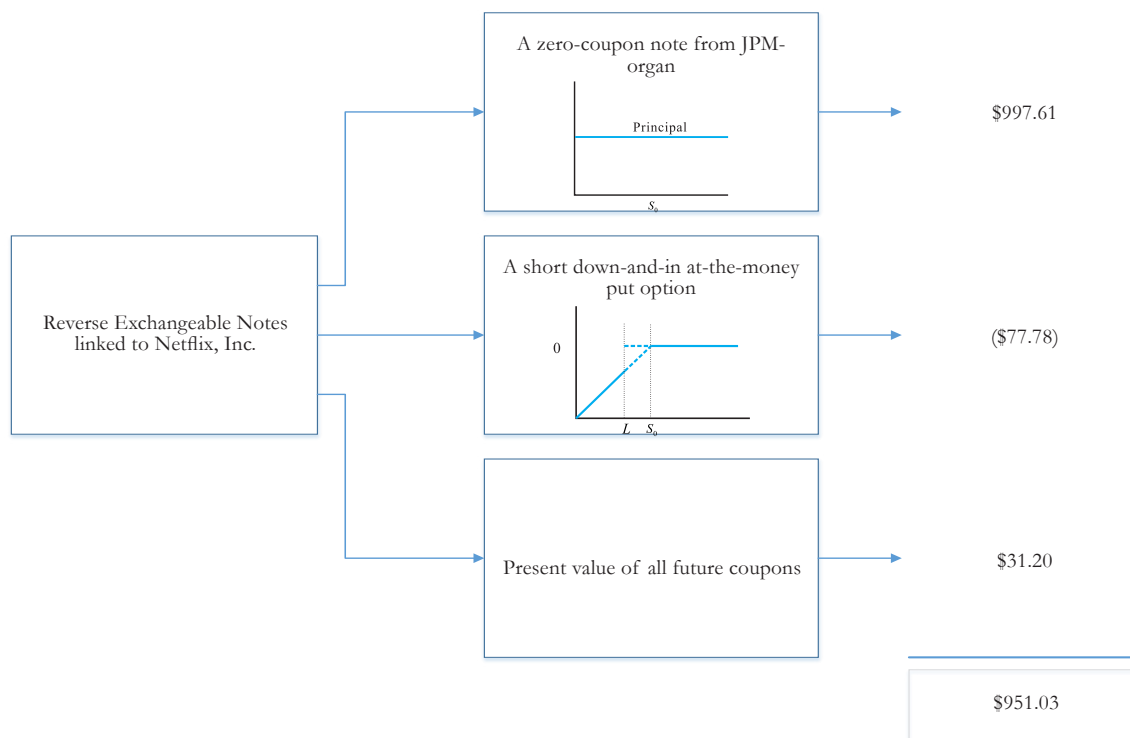 A zero-coupon note from JPM-
organ
Principal
S₀
$997.61
Reverse Exchangeable Notes
linked to Netflix, Inc.
A short down-and-in at-the-money
put option
0
L S₀
($77.78)
Present value of all future coupons
$31.20
$951.03